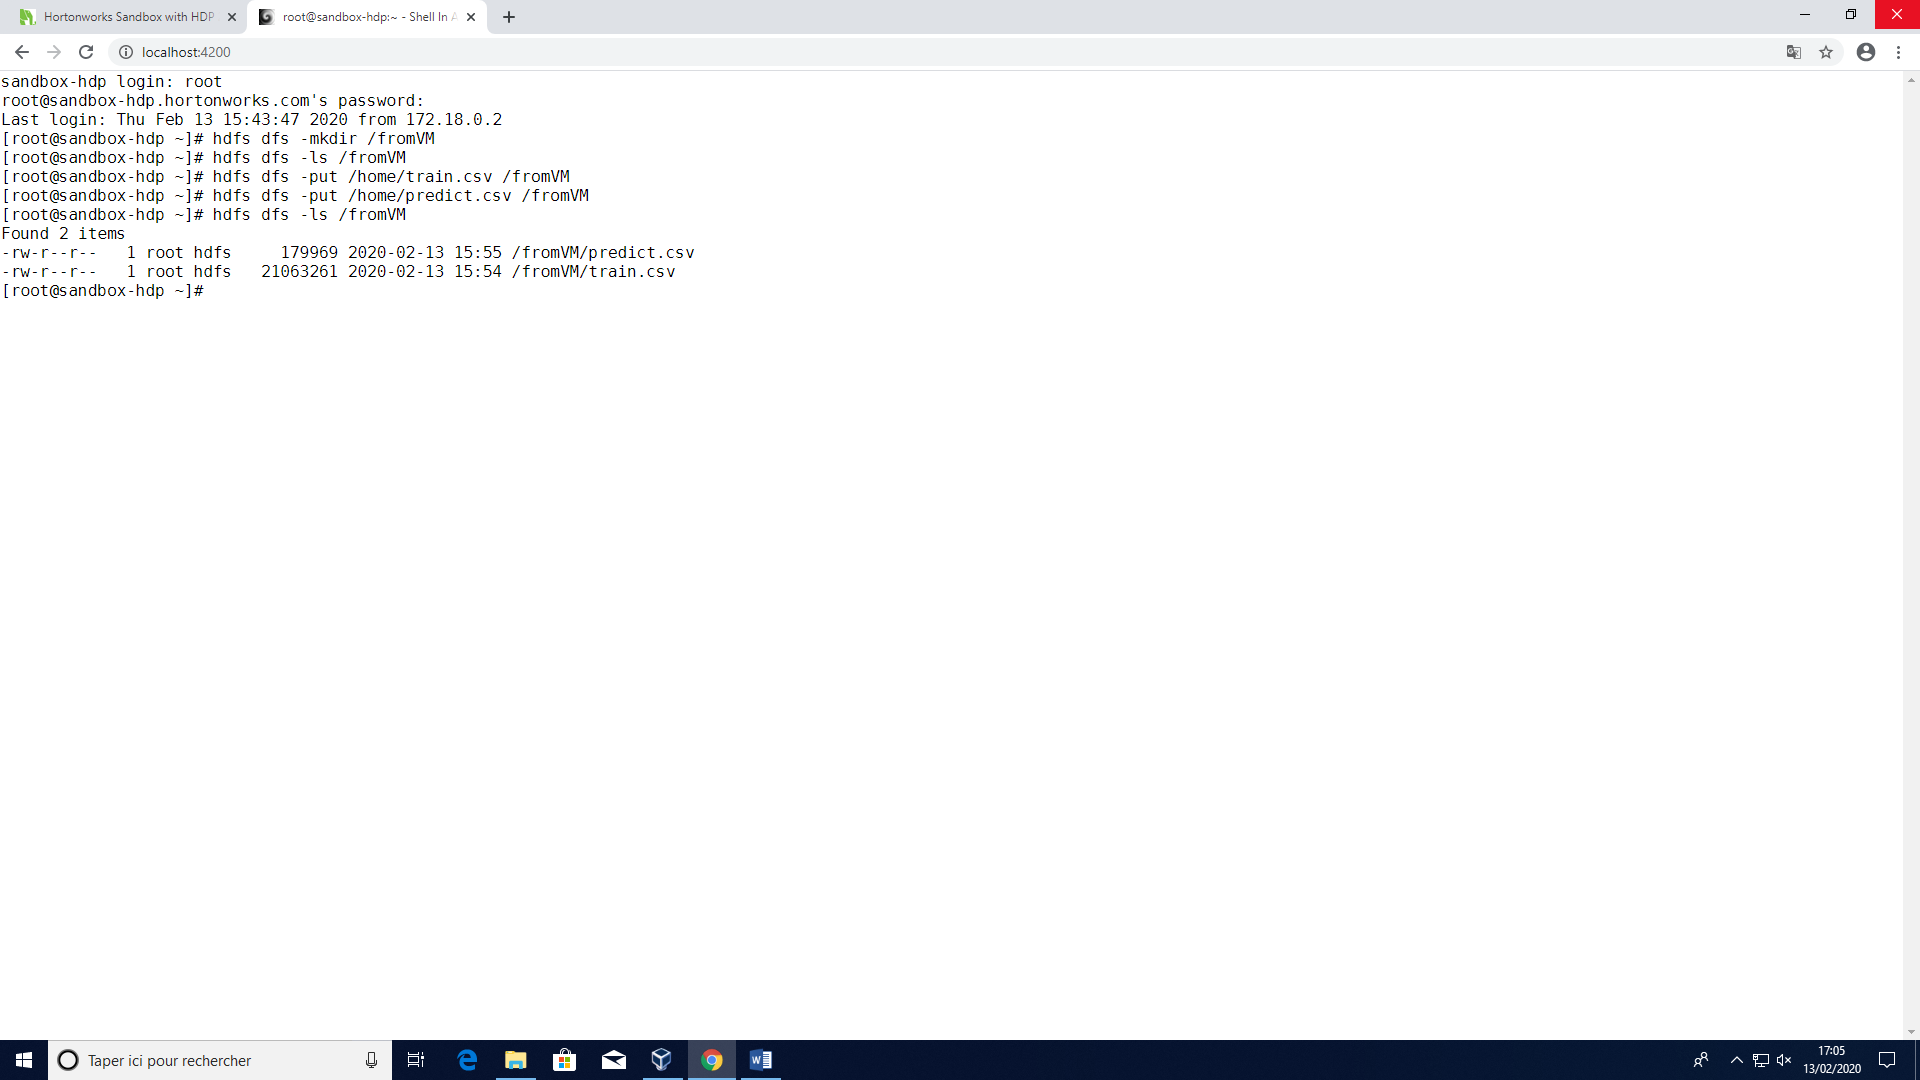 Hortonworks Sandbox with HDP
root@sandbox-hdp:~ - Shell In A
localhost:4200
sandbox-hdp login: root
root@sandbox-hdp.hortonworks.com's password:
Last login: Thu Feb 13 15:43:47 2020 from 172.18.0.2
[root@sandbox-hdp ~]# hdfs dfs -mkdir /fromVM
[root@sandbox-hdp ~]# hdfs dfs -ls /fromVM
[root@sandbox-hdp ~]# hdfs dfs -put /home/train.csv /fromVM
[root@sandbox-hdp ~]# hdfs dfs -put /home/predict.csv /fromVM
[root@sandbox-hdp ~]# hdfs dfs -ls /fromVM
Found 2 items
-rw-r--r--   1 root hdfs     179969 2020-02-13 15:55 /fromVM/predict.csv
-rw-r--r--   1 root hdfs   21063261 2020-02-13 15:54 /fromVM/train.csv
[root@sandbox-hdp ~]#
Taper ici pour rechercher
17:05
13/02/2020